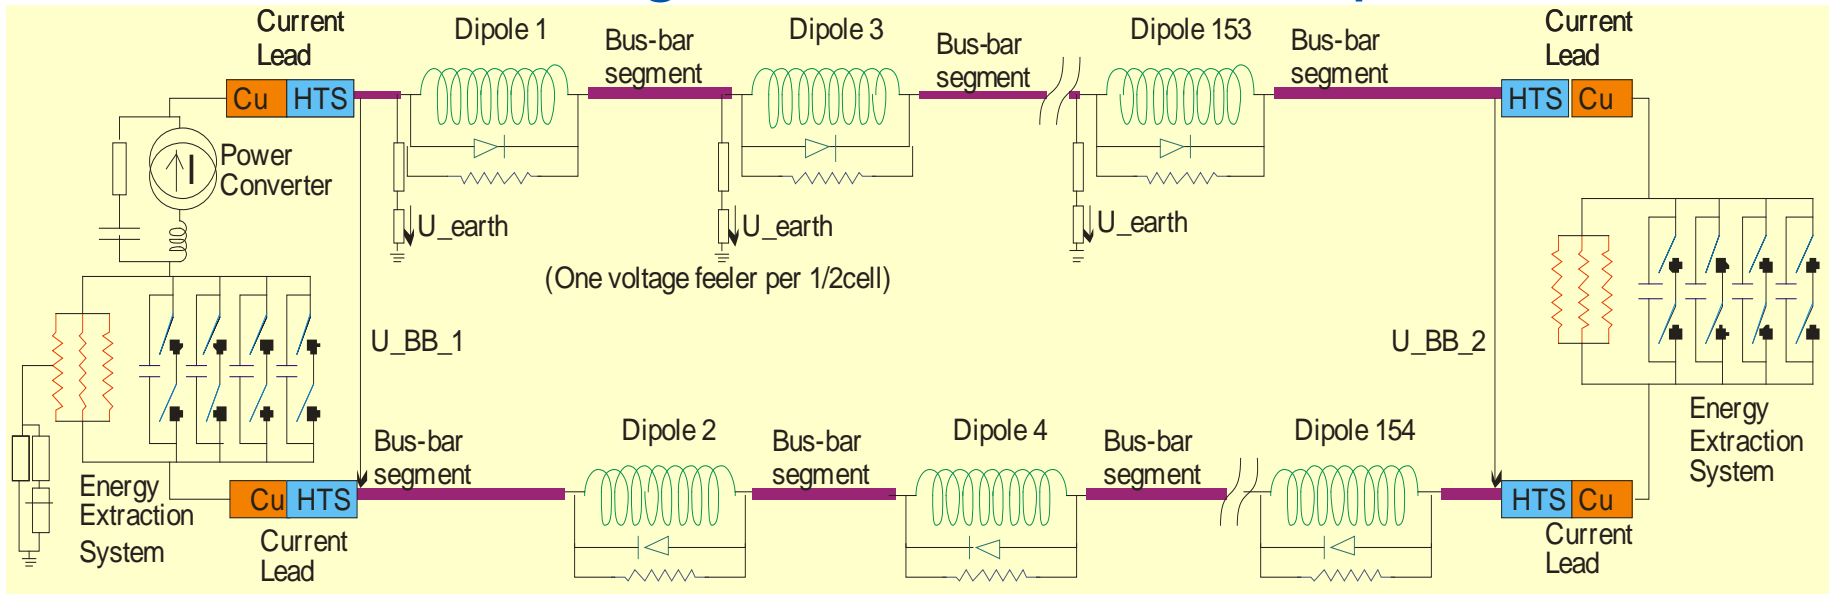 Current
Lead
Dipole 1
Bus-bar
segment
Dipole 3
Bus-bar
segment
Dipole 153
Bus-bar
segment
Current
Lead
Cu
HTS
HTS
Cu
Power
Converter
I
U_earth
U_earth
U_earth
(One voltage feeler per 1/2cell)
U_BB_1
U_BB_2
Bus-bar
segment
Dipole 2
Bus-bar
segment
Dipole 4
Bus-bar
segment
Dipole 154
Energy
Extraction
System
Energy
Extraction
System
Cu
HTS
HTS
Cu
Current
Lead
Current
Lead